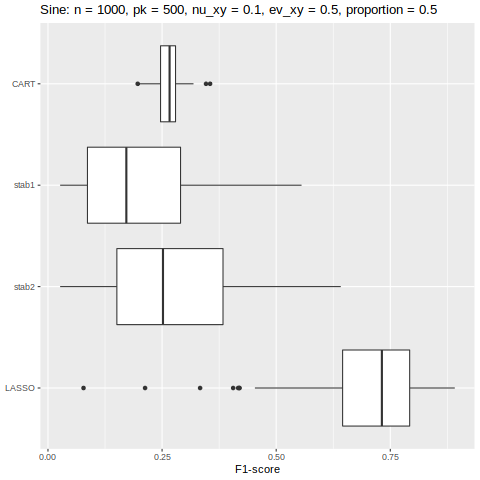 Sine: n = 1000, pk = 500, nu_xy = 0.1, ev_xy = 0.5, proportion = 0.5
CART
stab1
stab2
LASSO
0.00 0.25 0.50 0.75
F1-score